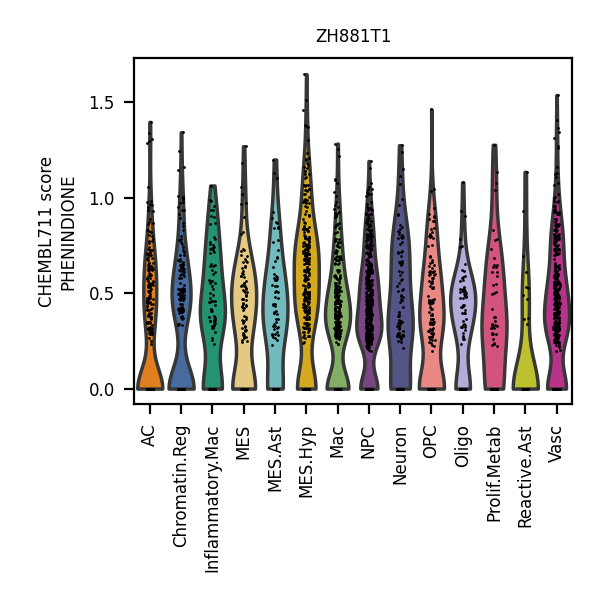 ZH881T1
CHEMBL711 score
PHENINDIONE
1.5
1.0
0.5
0.0
AC
Chromatin.Reg
Inflammatory.Mac
MES
MES.Ast
MES.Hyp
Mac
NPC
Neuron
OPC
Oligo
Prolif.Metab
Reactive.Ast
Vasc